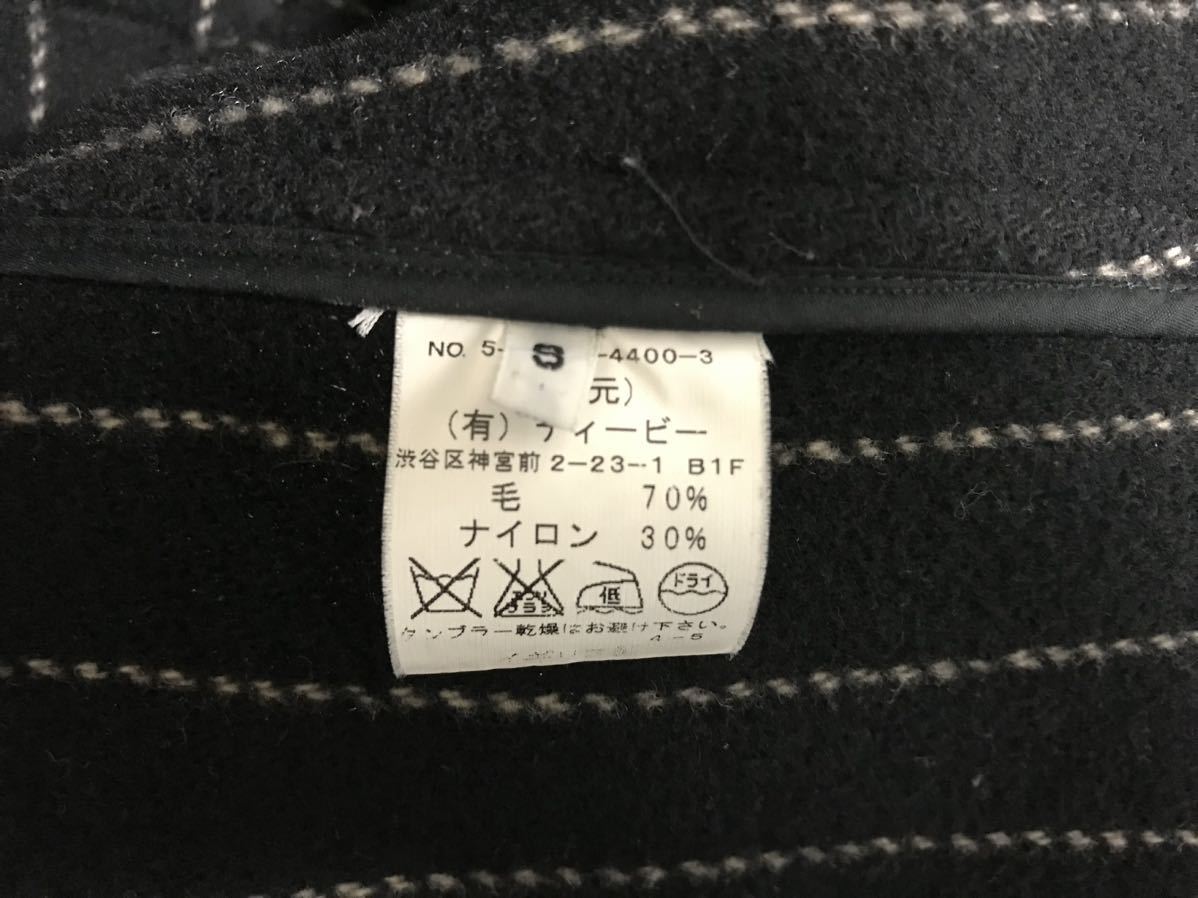 NO. 5- -4400-3
S
元)
(有) ティービー
渋谷区神宮前 2-23-1 B1F
毛 70%
ナイロン 30%
低 ドライ
タンブラー乾燥はお避け下さい。
4-5